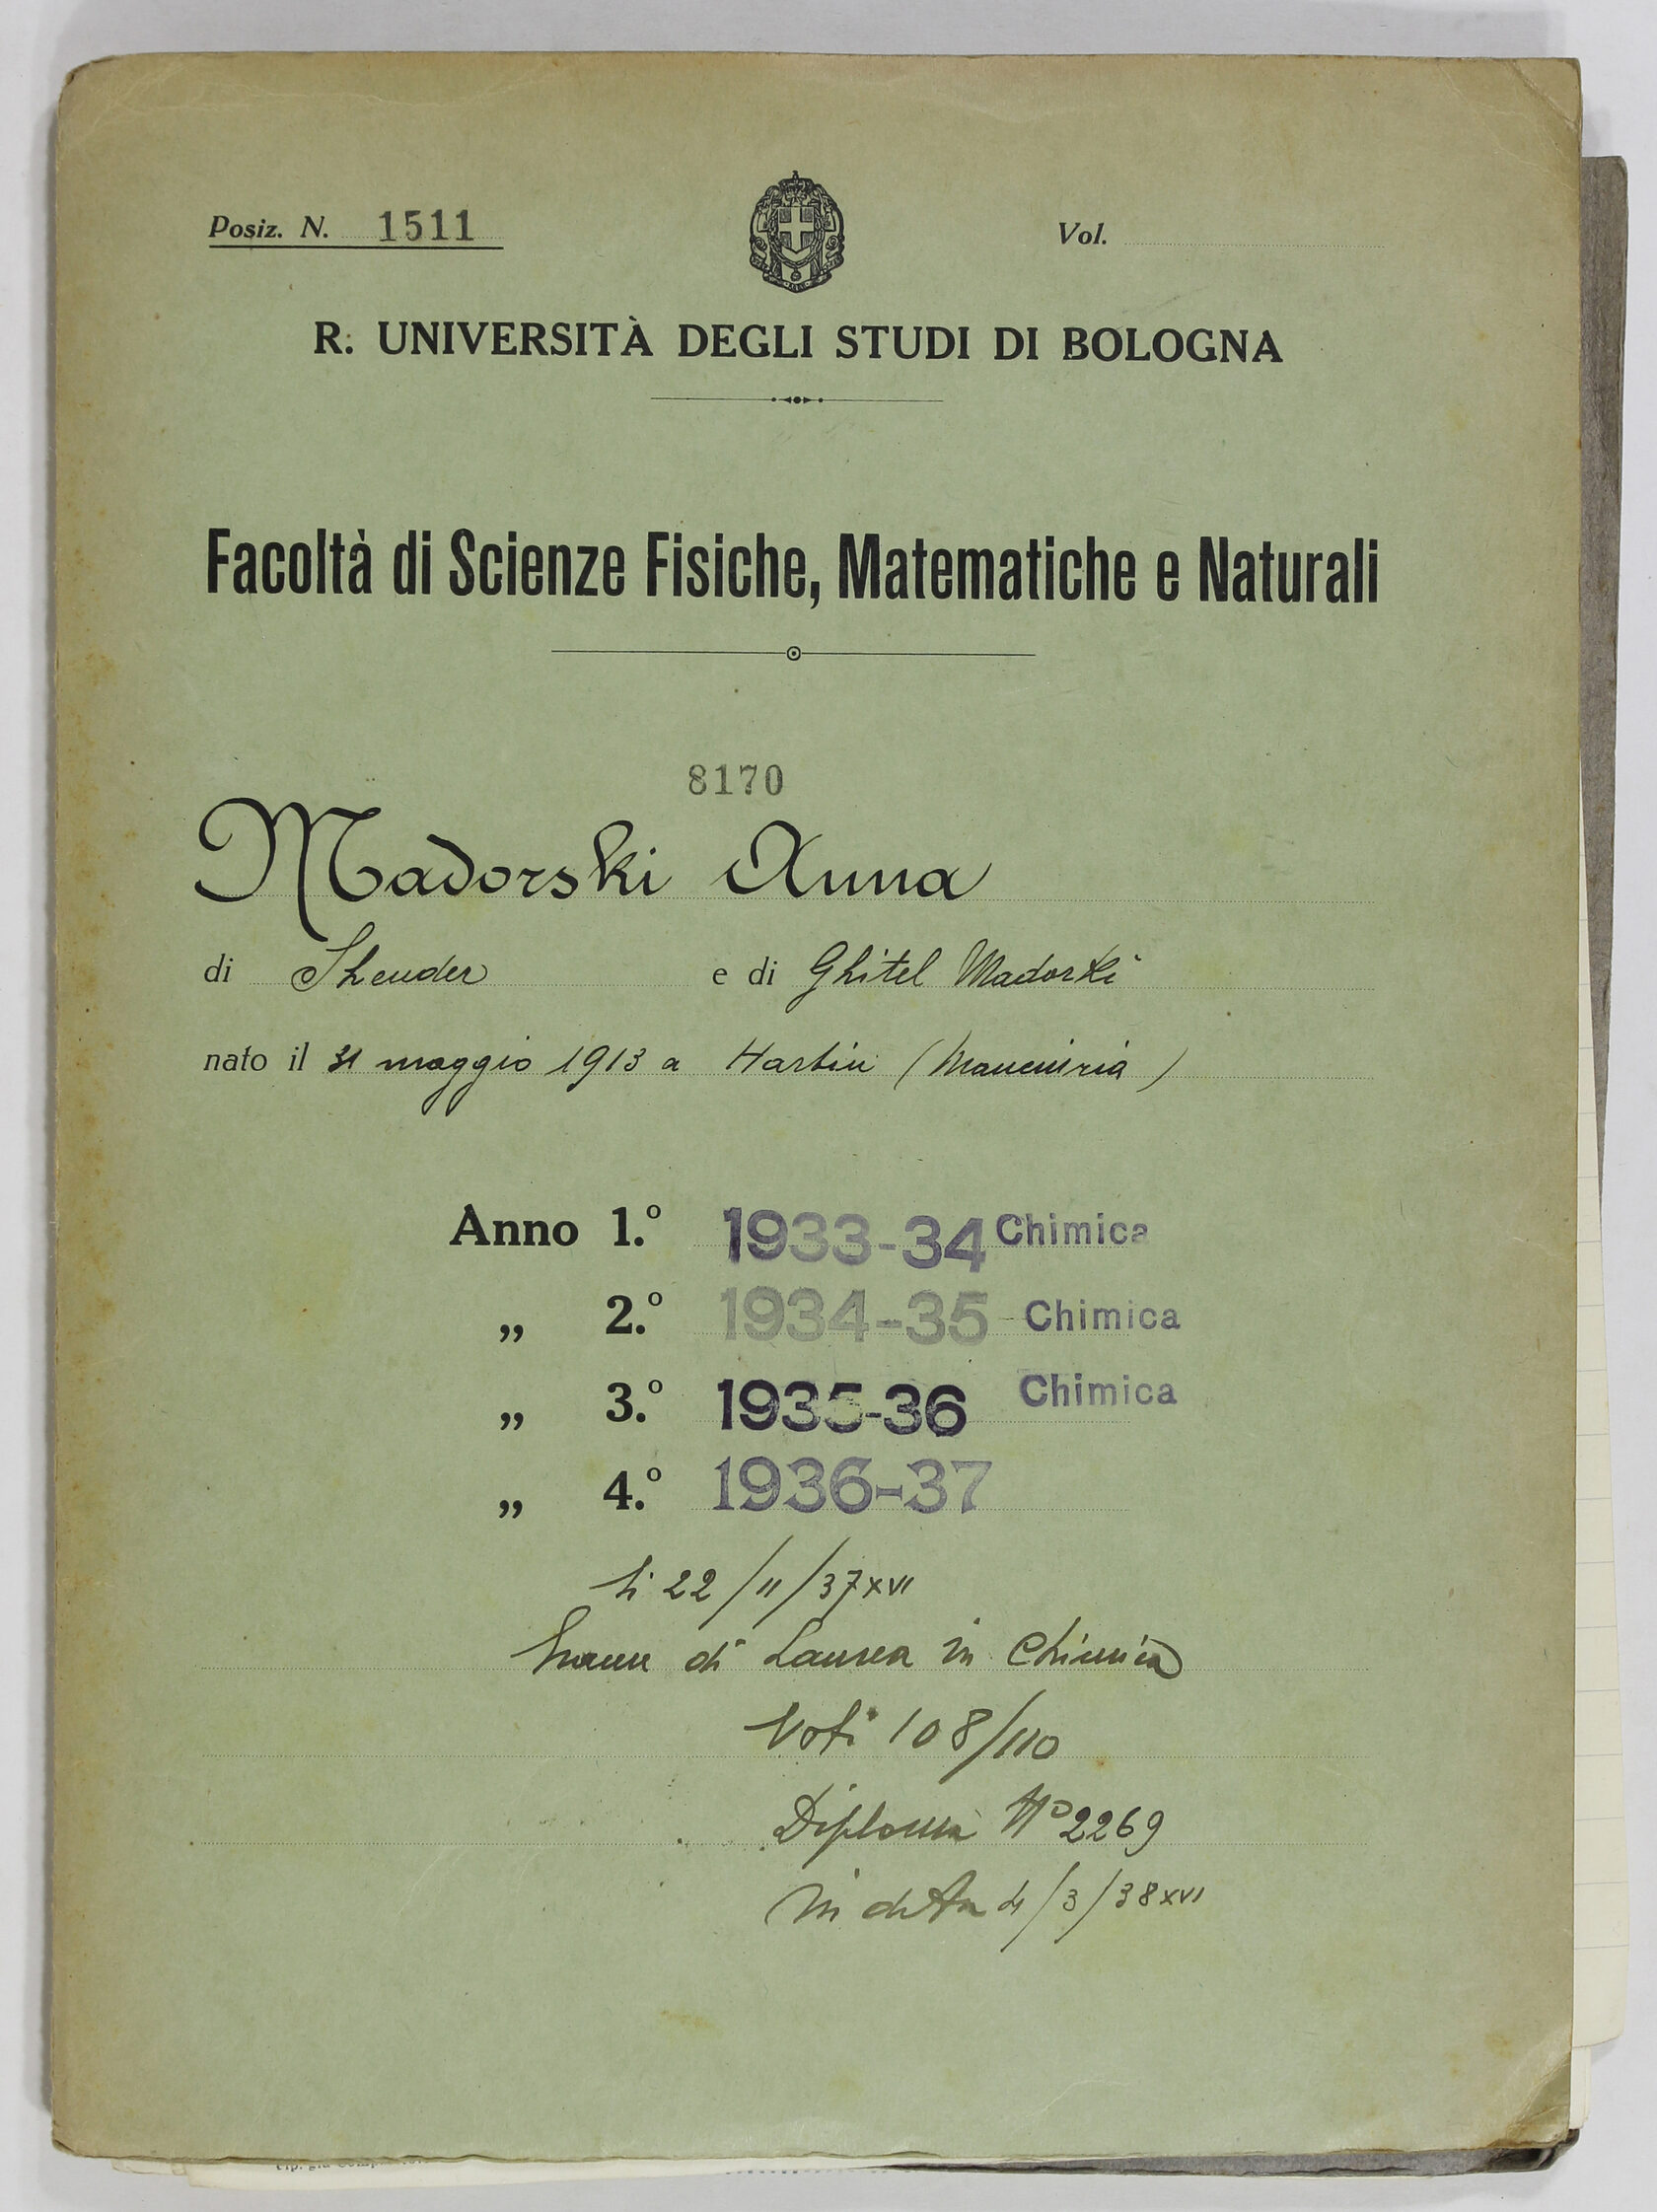 Posiz. N. 1511
Vol.
R. UNIVERSITÀ DEGLI STUDI DI BOLOGNA
Facoltà di Scienze Fisiche, Matematiche e Naturali
8170
Madorski Anna
di Shender e di Ghitel Madorski
nato il 31 maggio 1913 a Harbin (Manciuria)
Anno 1.º 1933-34 Chimica
„ 2.º 1934-35 - Chimica
„ 3.º 1935-36 Chimica
„ 4.º 1936-37
li 22/11/37 XVI
Esame di Laurea in Chimica
Voti 108/110
Diploma Nº 2269
in data 4/3/38 XVI